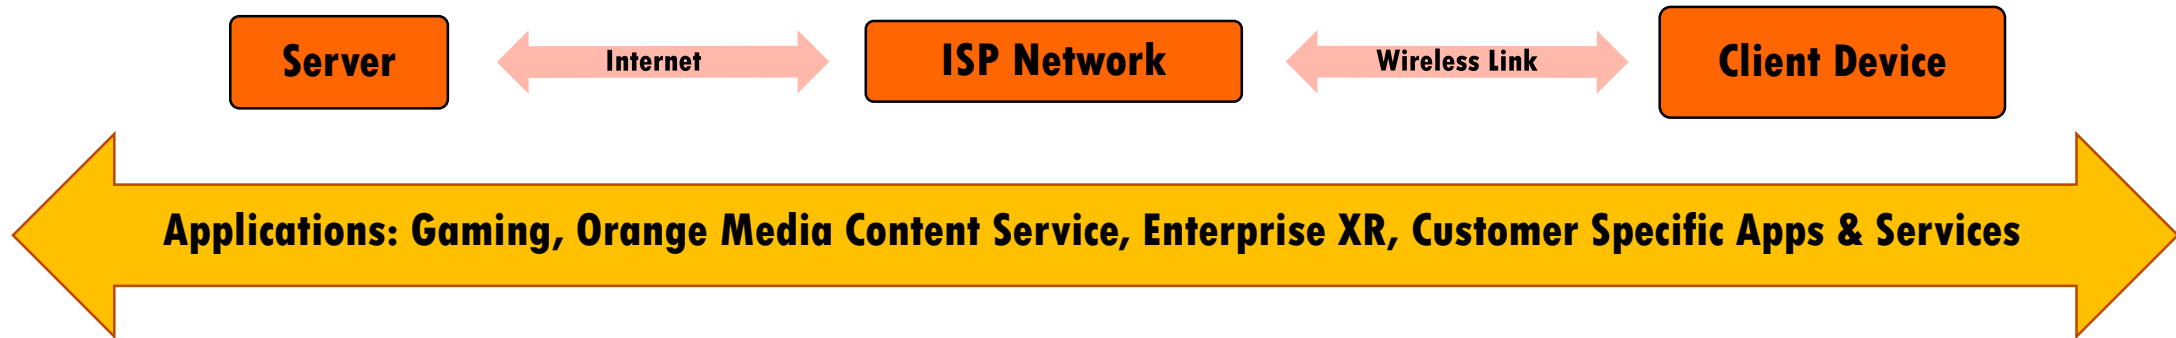 Server
Internet
ISP Network
Wireless Link
Client Device
Applications: Gaming, Orange Media Content Service, Enterprise XR, Customer Specific Apps & Services